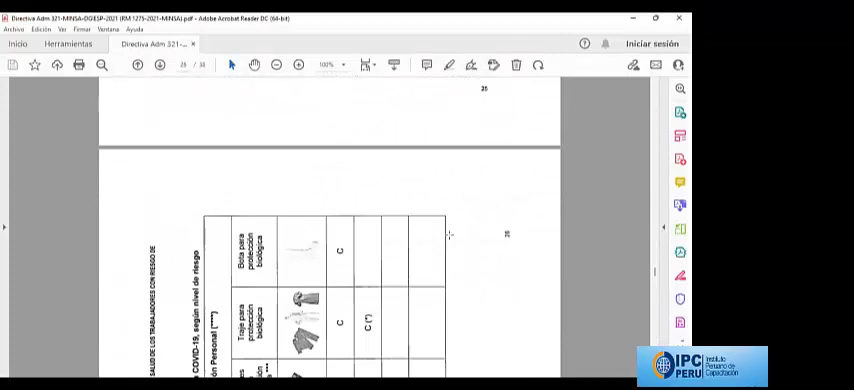 Directiva Adm 321-MINSA-DGIESP-2021 (RM 1275-2021-MINSA).pdf - Adobe Acrobat Reader DC (64-bit)
Archivo Edición Ver Firmar Ventana Ayuda
Inicio Herramientas Directiva Adm 321-... × Iniciar sesión
100%
25
26
SALUD DE LOS TRABAJADORES CON RIESGO DE
COVID-19, según nivel de riesgo
ón Personal (****)
Bota para
protección
biológica
C
Traje para
protección
biológica
C
C (*)
es
ión
***
IPC
PERU
Instituto
Peruano de
Capacitación